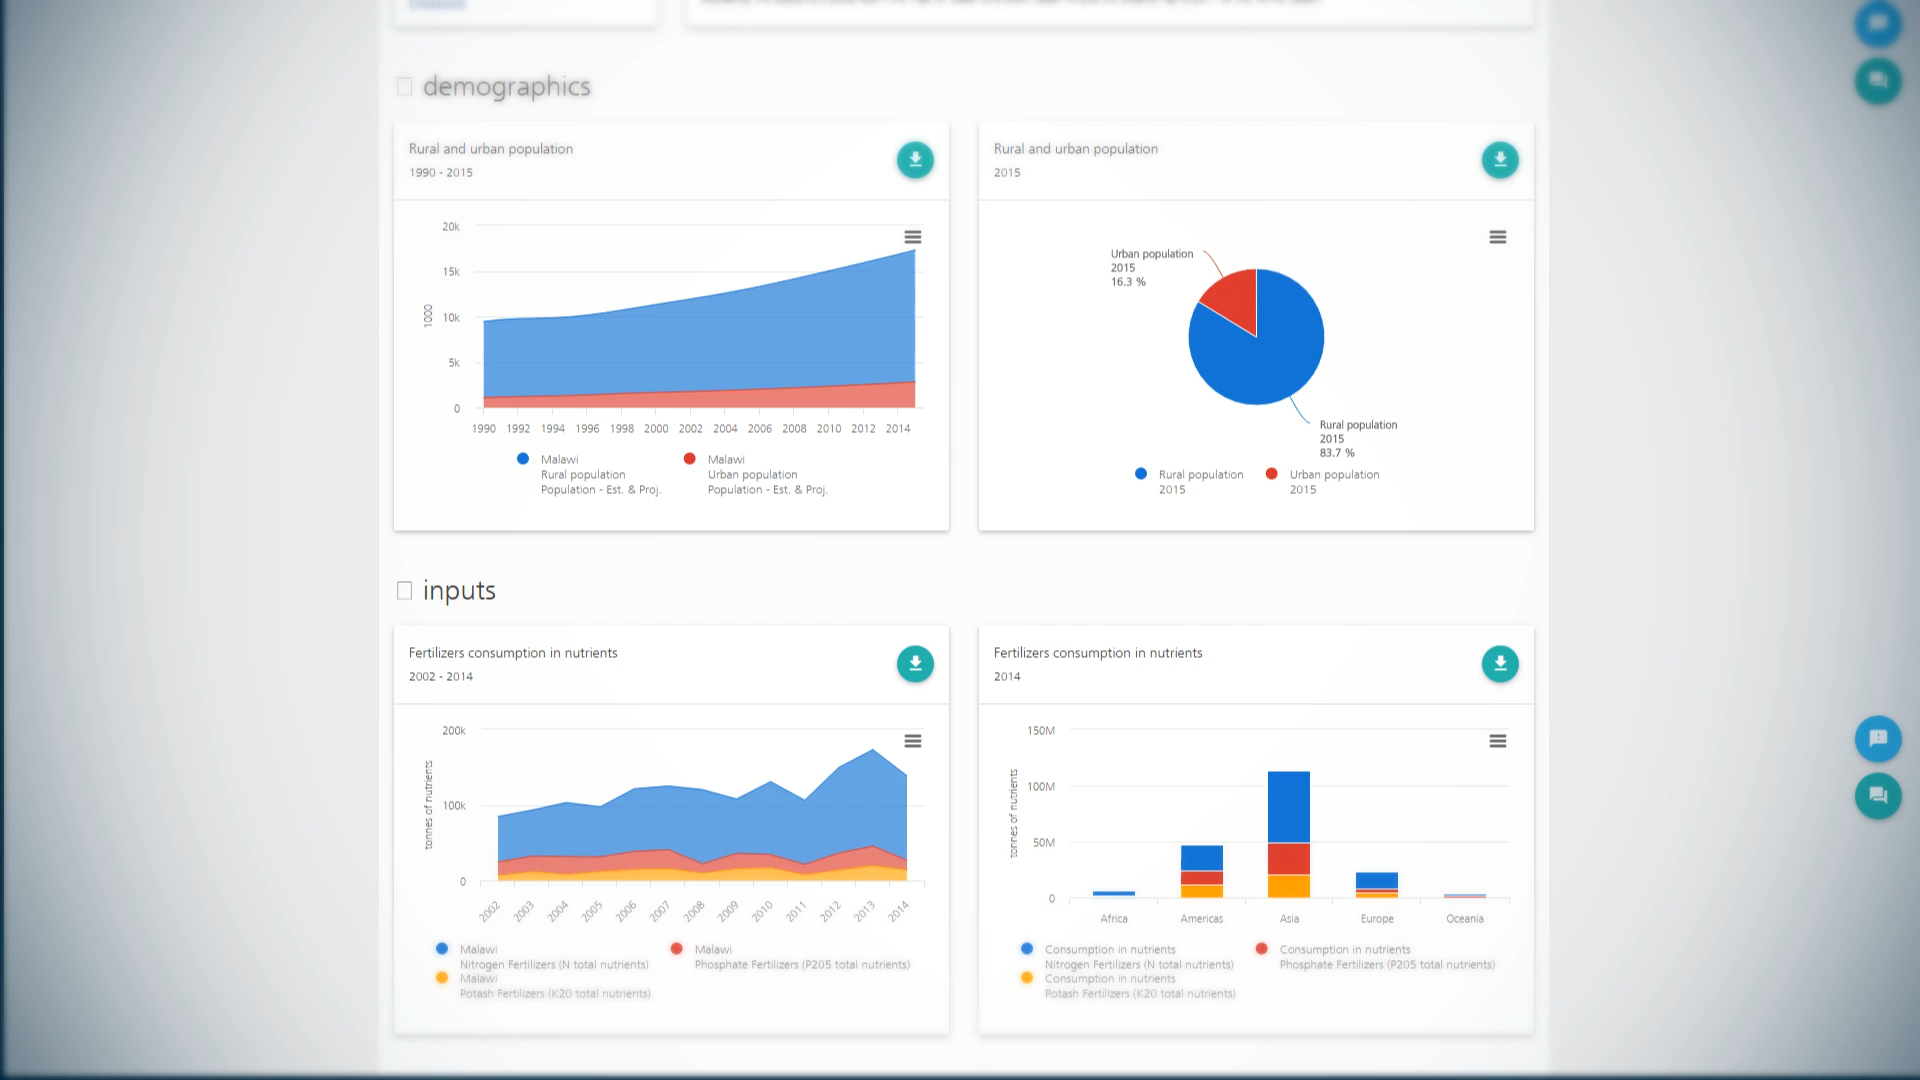 Emissions
demographics
Rural and urban population
1990 - 2015
20k
15k
10k
5k
0
1000
1990 1992 1994 1996 1998 2000 2002 2004 2006 2008 2010 2012 2014
Malawi
Rural population
Population - Est. & Proj.
Malawi
Urban population
Population - Est. & Proj.
Rural and urban population
2015
Urban population
2015
16.3 %
Rural population
2015
83.7 %
Rural population
2015
Urban population
2015
inputs
Fertilizers consumption in nutrients
2002 - 2014
200k
100k
0
tonnes of nutrients
2002 2003 2004 2005 2006 2007 2008 2009 2010 2011 2012 2013 2014
Malawi
Nitrogen Fertilizers (N total nutrients)
Malawi
Phosphate Fertilizers (P205 total nutrients)
Malawi
Potash Fertilizers (K20 total nutrients)
Fertilizers consumption in nutrients
2014
150M
100M
50M
0
tonnes of nutrients
Africa Americas Asia Europe Oceania
Consumption in nutrients
Nitrogen Fertilizers (N total nutrients)
Consumption in nutrients
Phosphate Fertilizers (P205 total nutrients)
Consumption in nutrients
Potash Fertilizers (K20 total nutrients)